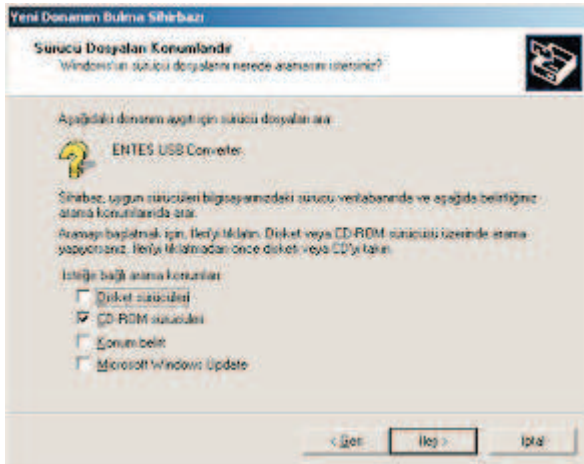 Yeni Donanım Bulma Sihirbazı
Sürücü Dosyaları Konumlandır
Windows'un sürücü dosyalarını nerede aramasını istersiniz?
Aşağıdaki donanım aygıtı için sürücü dosyaları ara:
ENTES USB Converter
Sihirbaz, uygun sürücüleri bilgisayarınızdaki sürücü veritabanında ve aşağıda belirttiğiniz
arama konumlarında arar.
Aramayı başlatmak için, İleri'yi tıklatın. Disket veya CD-ROM sürücüsü üzerinde arama
yapıyorsanız, İleri'yi tıklatmadan önce disketi veya CD'yi takın.
İsteğe bağlı arama konumları:
Disket sürücüleri
CD-ROM sürücüleri
Konum belirt
Microsoft Windows Update
< Geri
İleri >
İptal